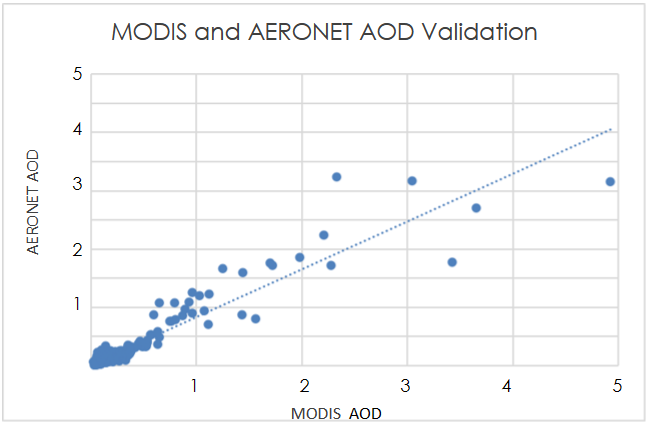 MODIS and AERONET AOD Validation
5
4
3
2
1
AERONET AOD
1 2 3 4 5
MODIS AOD